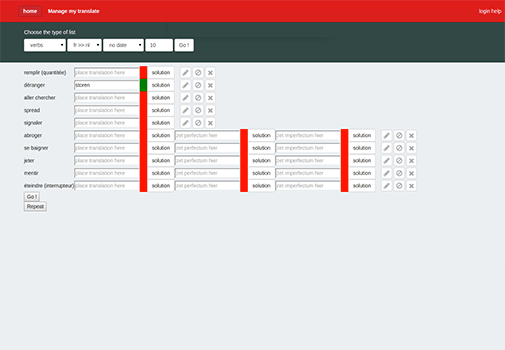 home Manage my translate login help
Choose the type of list
verbs fr >> nl no date 10 Go !
remplir (quantitée) place translation here solution
déranger storen solution
aller chercher place translation here solution
spread place translation here solution
signaler place translation here solution
abroger place translation here solution zet perfectum hier solution zet imperfectum hier solution
se baigner place translation here solution zet perfectum hier solution zet imperfectum hier solution
jeter place translation here solution zet perfectum hier solution zet imperfectum hier solution
mentir place translation here solution zet perfectum hier solution zet imperfectum hier solution
éteindre (interrupteur) place translation here solution zet perfectum hier solution zet imperfectum hier solution
Go !
Repeat